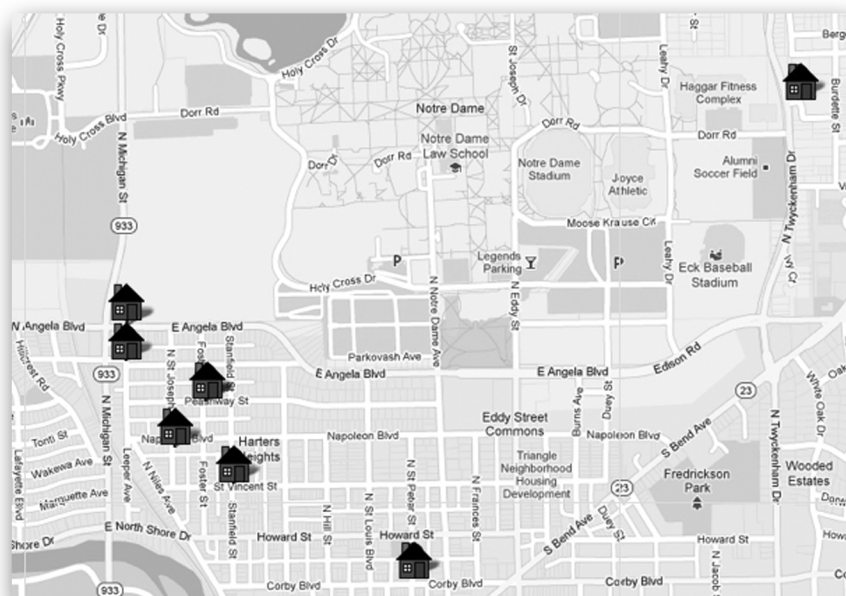 Holy Cross Pkwy
Holy Cross Dr
St Joseph Dr
Leahy Dr
Haggar Fitness
Complex
Burdette St
Notre Dame
Dorr Rd
Holy Cross Blvd
Dorr Rd
Dorr Rd
Notre Dame
Law School
Dorr Rd
N Michigan St
Notre Dame
Stadium
Joyce
Athletic
Alumni
Soccer Field
N Twyckenham Dr
933
Moose Krause Cir
Legends
Parking
P
P
Leahy Dr
Eck Baseball
Stadium
Ivy Ct
Holy Cross Dr
N Notre Dame Ave
N Eddy St
W Angela Blvd
E Angela Blvd
Hillcrest Rd
N St Joseph
Stanfield
Parkovash Ave
E Angela Blvd
E Angela Blvd
Edison Rd
933
Peashway St
N Michigan St
Burns Ave
Duey St
23
White Oak Dr
Eddy Street
Commons
Napoleon Blvd
Napoleon Blvd
S Bend Ave
N Twyckenham Dr
Tonti St
Harters
Heights
Wakewa Ave
Lafayette Blvd
Leeper Ave
N Niles Ave
Foster St
St Vincent St
Triangle
Neighborhood
Housing
Development
Fredrickson
Park
Wooded
Estates
23
Marquette Ave
N St Peter St
N Frances St
N Hill St
N St Louis Blvd
Stanfield St
Duey St
E North Shore Dr
Howard St
Howard St
S Bend Ave
Howard St
Corby Blvd
Corby Blvd
Corby Blvd
933